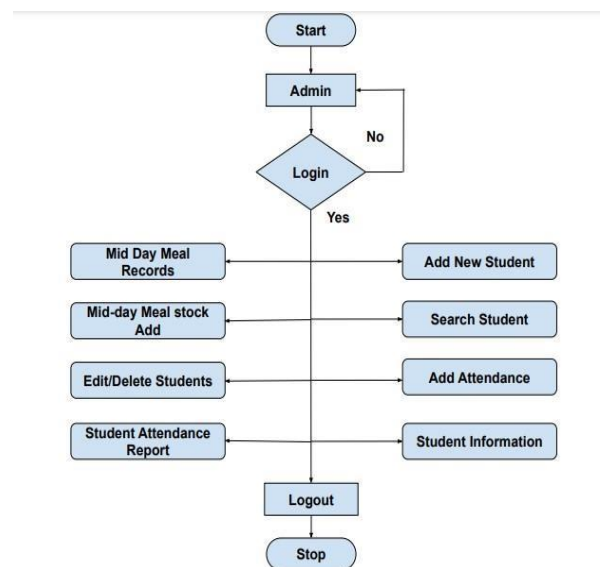 Start
Admin
No
Login
Yes
Mid Day Meal
Records
Add New Student
Mid-day Meal stock
Add
Search Student
Edit/Delete Students
Add Attendance
Student Attendance
Report
Student Information
Logout
Stop